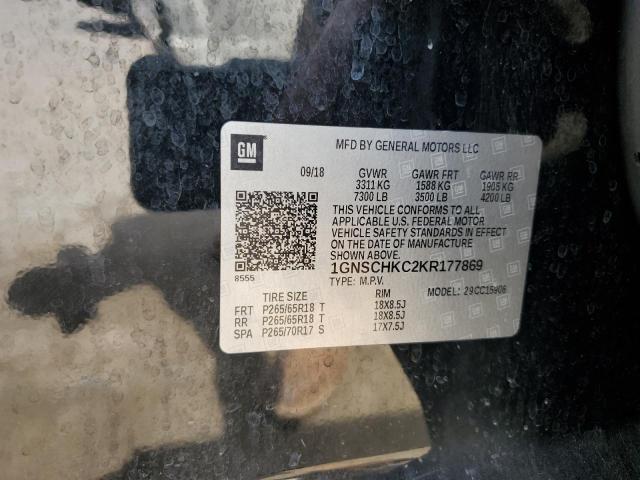 GM
MFD BY GENERAL MOTORS LLC
09/18 GVWR GAWR FRT GAWR RR
3311 KG 1588 KG 1905 KG
7300 LB 3500 LB 4200 LB
THIS VEHICLE CONFORMS TO ALL
APPLICABLE U.S. FEDERAL MOTOR
VEHICLE SAFETY STANDARDS IN EFFECT
ON THE DATE OF MANUFACTURE
SHOWN ABOVE.
1GNSCHKC2KR177869
8555 TYPE: M.P.V. MODEL: 29CC15906
TIRE SIZE RIM
FRT P265/65R18 T 18X8.5J
RR P265/65R18 T 18X8.5J
SPA P265/70R17 S 17X7.5J